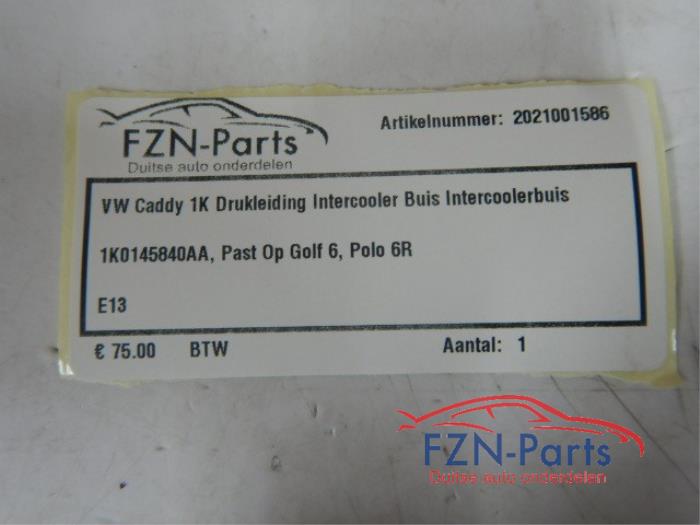 FZN-Parts
Duitse auto onderdelen
Artikelnummer: 2021001586
VW Caddy 1K Drukleiding Intercooler Buis Intercoolerbuis
1K0145840AA, Past Op Golf 6, Polo 6R
E13
€ 75.00 BTW Aantal: 1
FZN-Parts
Duitse auto onderdelen